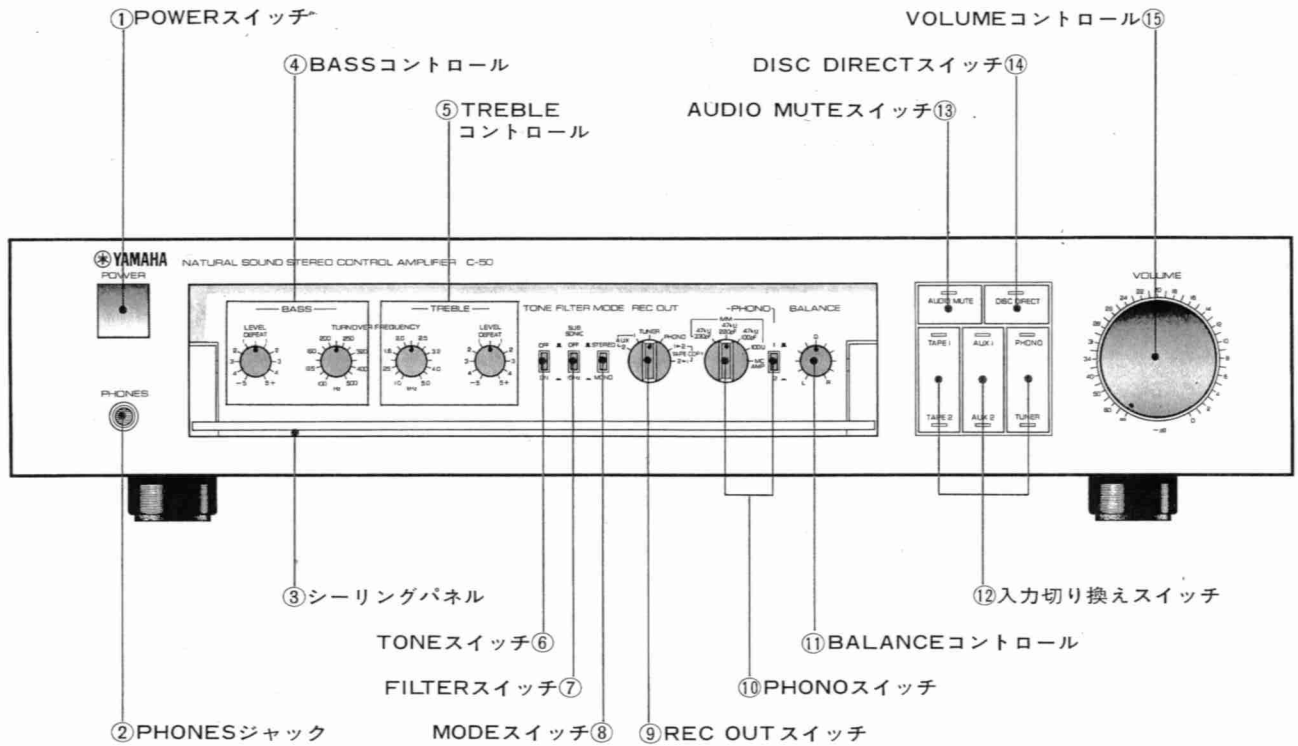 ①POWERスイッチ
VOLUMEコントロール⑮
④BASSコントロール
DISC DIRECTスイッチ⑭
⑤TREBLE
コントロール
AUDIO MUTEスイッチ⑬
YAMAHA NATURAL SOUND STEREO CONTROL AMPLIFIER C-50
POWER
VOLUME
BASS
TREBLE
TONE FILTER MODE REC OUT
PHONO
BALANCE
AUDIO MUTE
DISC DIRECT
LEVEL
DEFEAT
TURNOVER FREQUENCY
LEVEL
DEFEAT
OFF
SUB
SONIC
OFF
STEREO
TUNER
PHONO
AUX
TAPE COPY
MM
MC
AMP
TAPE 1
AUX 1
PHONO
ON
15Hz
MONO
L
R
PHONES
TAPE 2
AUX 2
TUNER
-dB
③シーリングパネル
⑫入力切り換えスイッチ
TONEスイッチ⑥
⑪BALANCEコントロール
FILTERスイッチ⑦
⑩PHONOスイッチ
②PHONESジャック
MODEスイッチ⑧
⑨REC OUTスイッチ